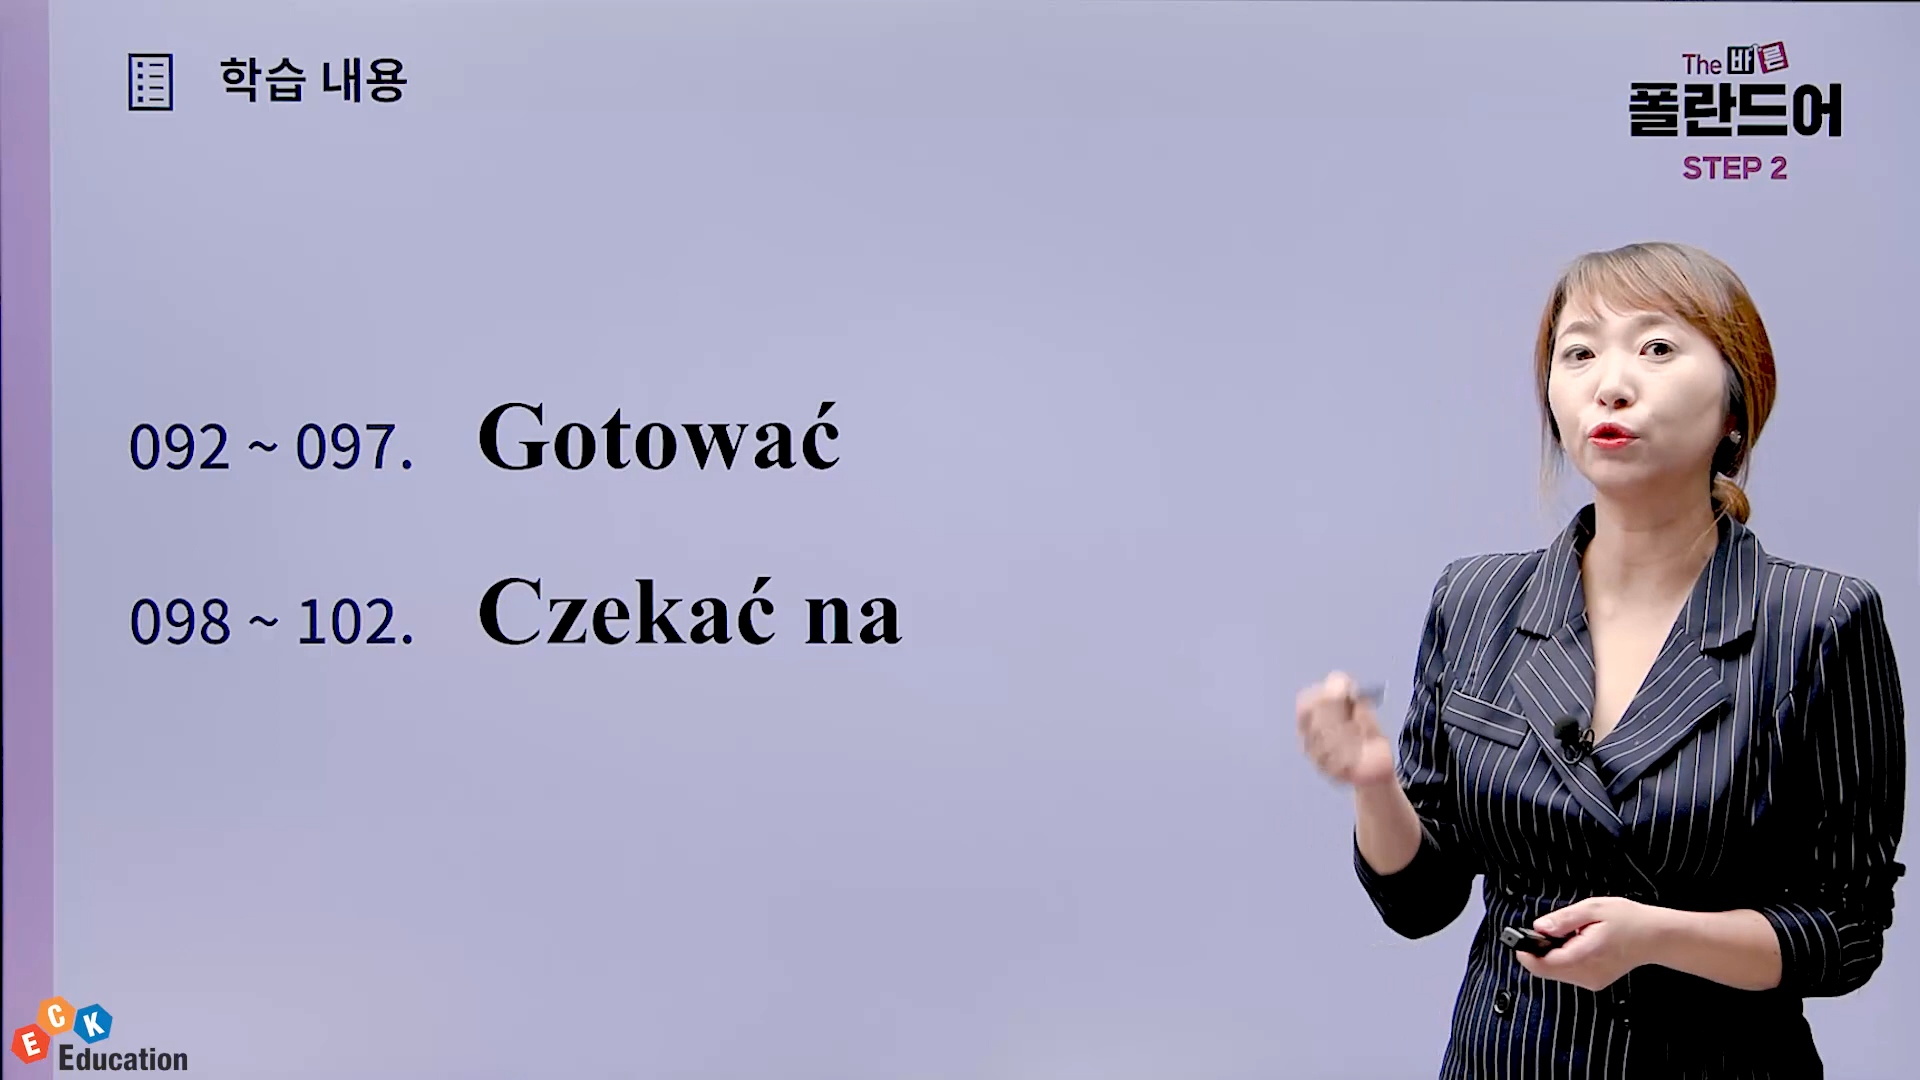 학습 내용
The 바른
폴란드어
STEP 2
092 ~ 097. Gotować
098 ~ 102. Czekać na
ECK
Education